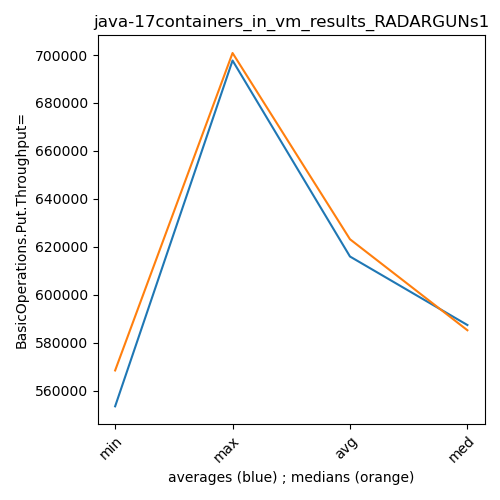 java-17containers_in_vm_results_RADARGUNs1
BasicOperations.Put.Throughput=
700000
680000
660000
640000
620000
600000
580000
560000
min
max
avg
med
averages (blue) ; medians (orange)